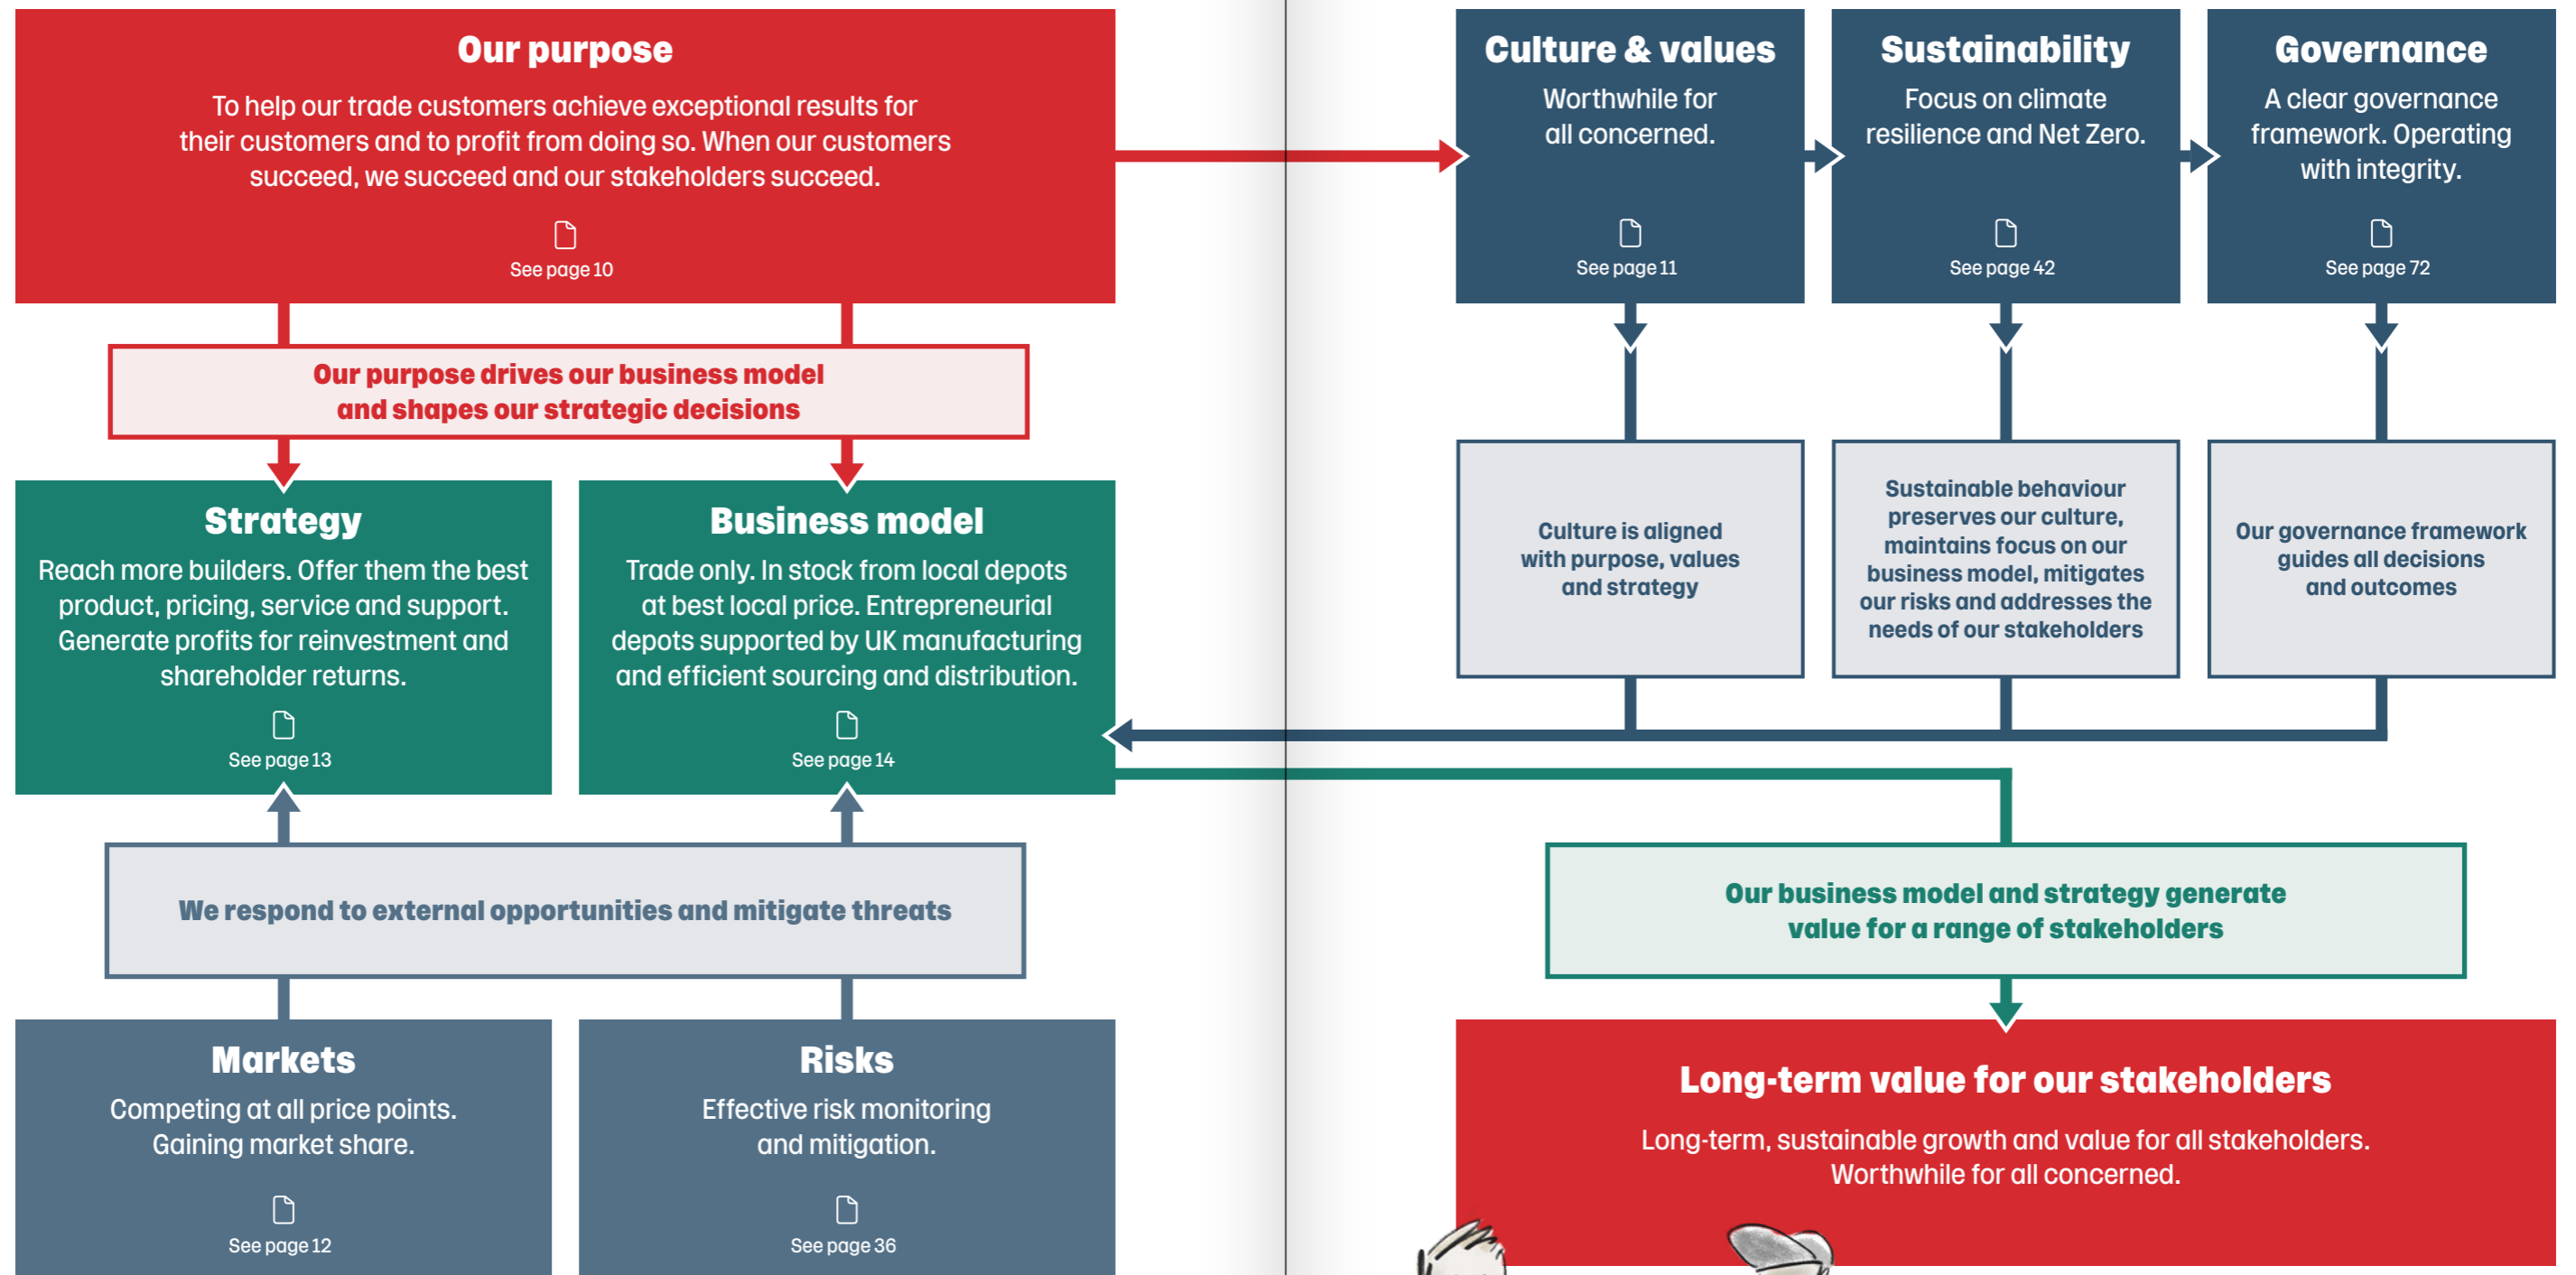 Our purpose
To help our trade customers achieve exceptional results for
their customers and to profit from doing so. When our customers
succeed, we succeed and our stakeholders succeed.
See page 10
Our purpose drives our business model
and shapes our strategic decisions
Strategy
Reach more builders. Offer them the best
product, pricing, service and support.
Generate profits for reinvestment and
shareholder returns.
See page 13
Business model
Trade only. In stock from local depots
at best local price. Entrepreneurial
depots supported by UK manufacturing
and efficient sourcing and distribution.
See page 14
We respond to external opportunities and mitigate threats
Markets
Competing at all price points.
Gaining market share.
See page 12
Risks
Effective risk monitoring
and mitigation.
See page 36
Culture & values
Worthwhile for
all concerned.
See page 11
Sustainability
Focus on climate
resilience and Net Zero.
See page 42
Governance
A clear governance
framework. Operating
with integrity.
See page 72
Culture is aligned
with purpose, values
and strategy
Sustainable behaviour
preserves our culture,
maintains focus on our
business model, mitigates
our risks and addresses the
needs of our stakeholders
Our governance framework
guides all decisions
and outcomes
Our business model and strategy generate
value for a range of stakeholders
Long-term value for our stakeholders
Long-term, sustainable growth and value for all stakeholders.
Worthwhile for all concerned.